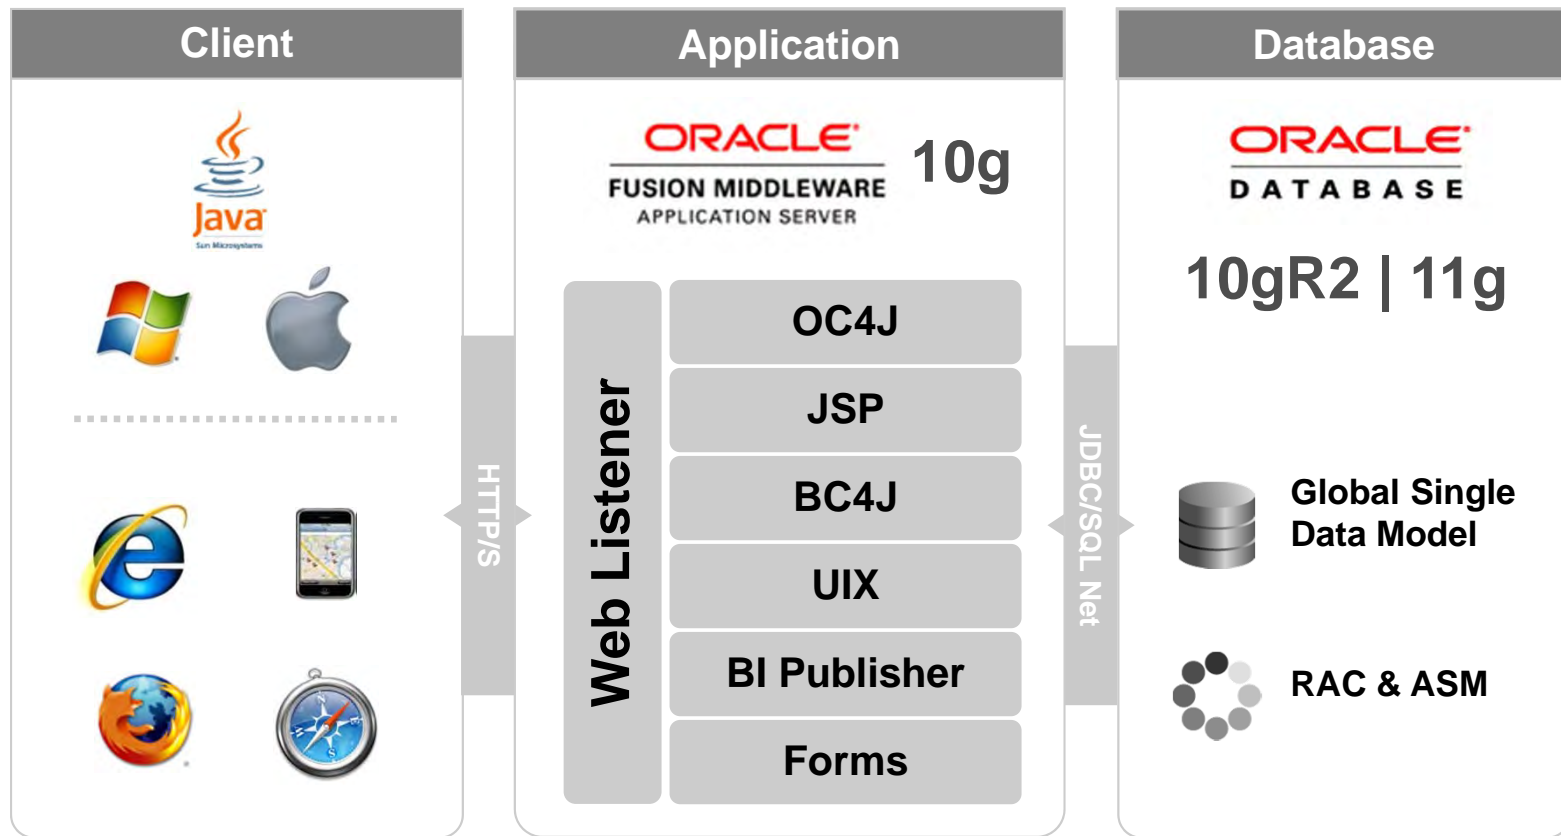 Client
Java
Sun Microsystems
HTTP/S
Application
ORACLE
FUSION MIDDLEWARE
APPLICATION SERVER
10g
Web Listener
OC4J
JSP
BC4J
UIX
BI Publisher
Forms
JDBC/SQL Net
Database
ORACLE
DATABASE
10gR2 | 11g
Global Single
Data Model
RAC & ASM